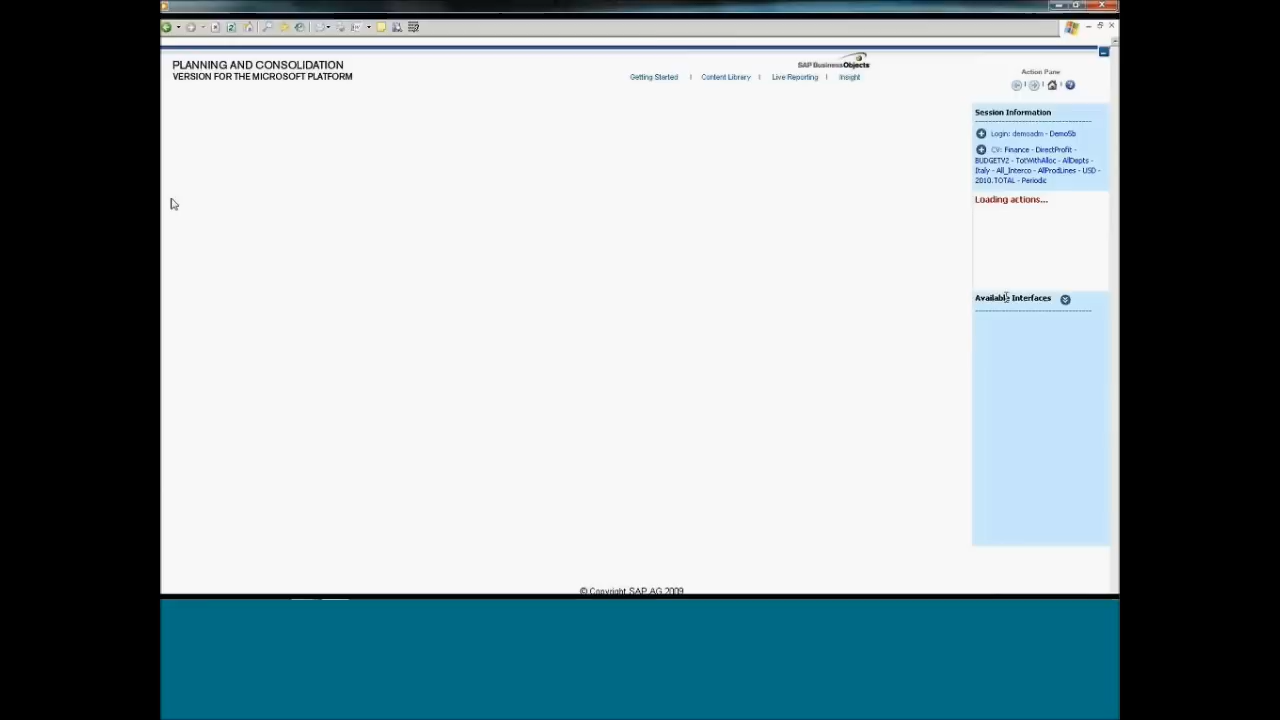 PLANNING AND CONSOLIDATION
VERSION FOR THE MICROSOFT PLATFORM
SAP BusinessObjects
Getting Started | Content Library | Live Reporting | Insight
Action Pane
Session Information
Login: demoadm - DemoSb
CV: Finance - DirectProfit -
BUDGETV2 - TotWithAlloc - AllDepts -
Italy - All_Interco - AllProdLines - USD -
2010.TOTAL - Periodic
Loading actions...
Available Interfaces
© Copyright SAP AG 2009